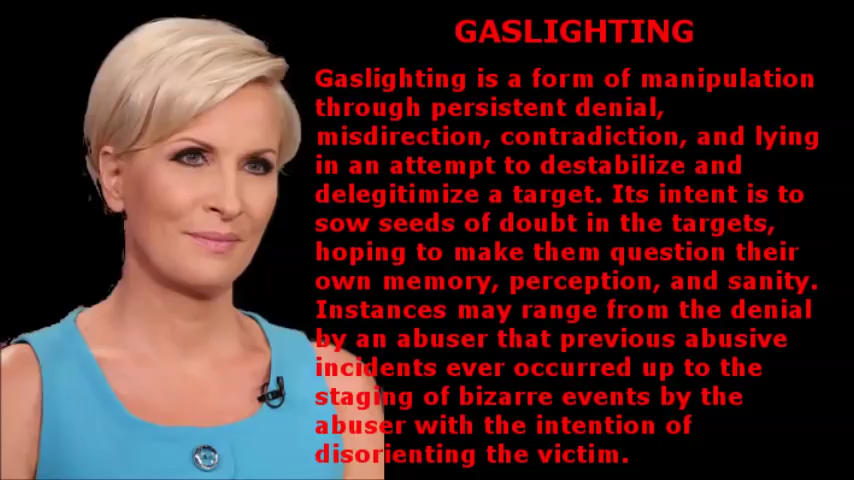 GASLIGHTING
Gaslighting is a form of manipulation
through persistent denial,
misdirection, contradiction, and lying
in an attempt to destabilize and
delegitimize a target. Its intent is to
sow seeds of doubt in the targets,
hoping to make them question their
own memory, perception, and sanity.
Instances may range from the denial
by an abuser that previous abusive
incidents ever occurred up to the
staging of bizarre events by the
abuser with the intention of
disorienting the victim.